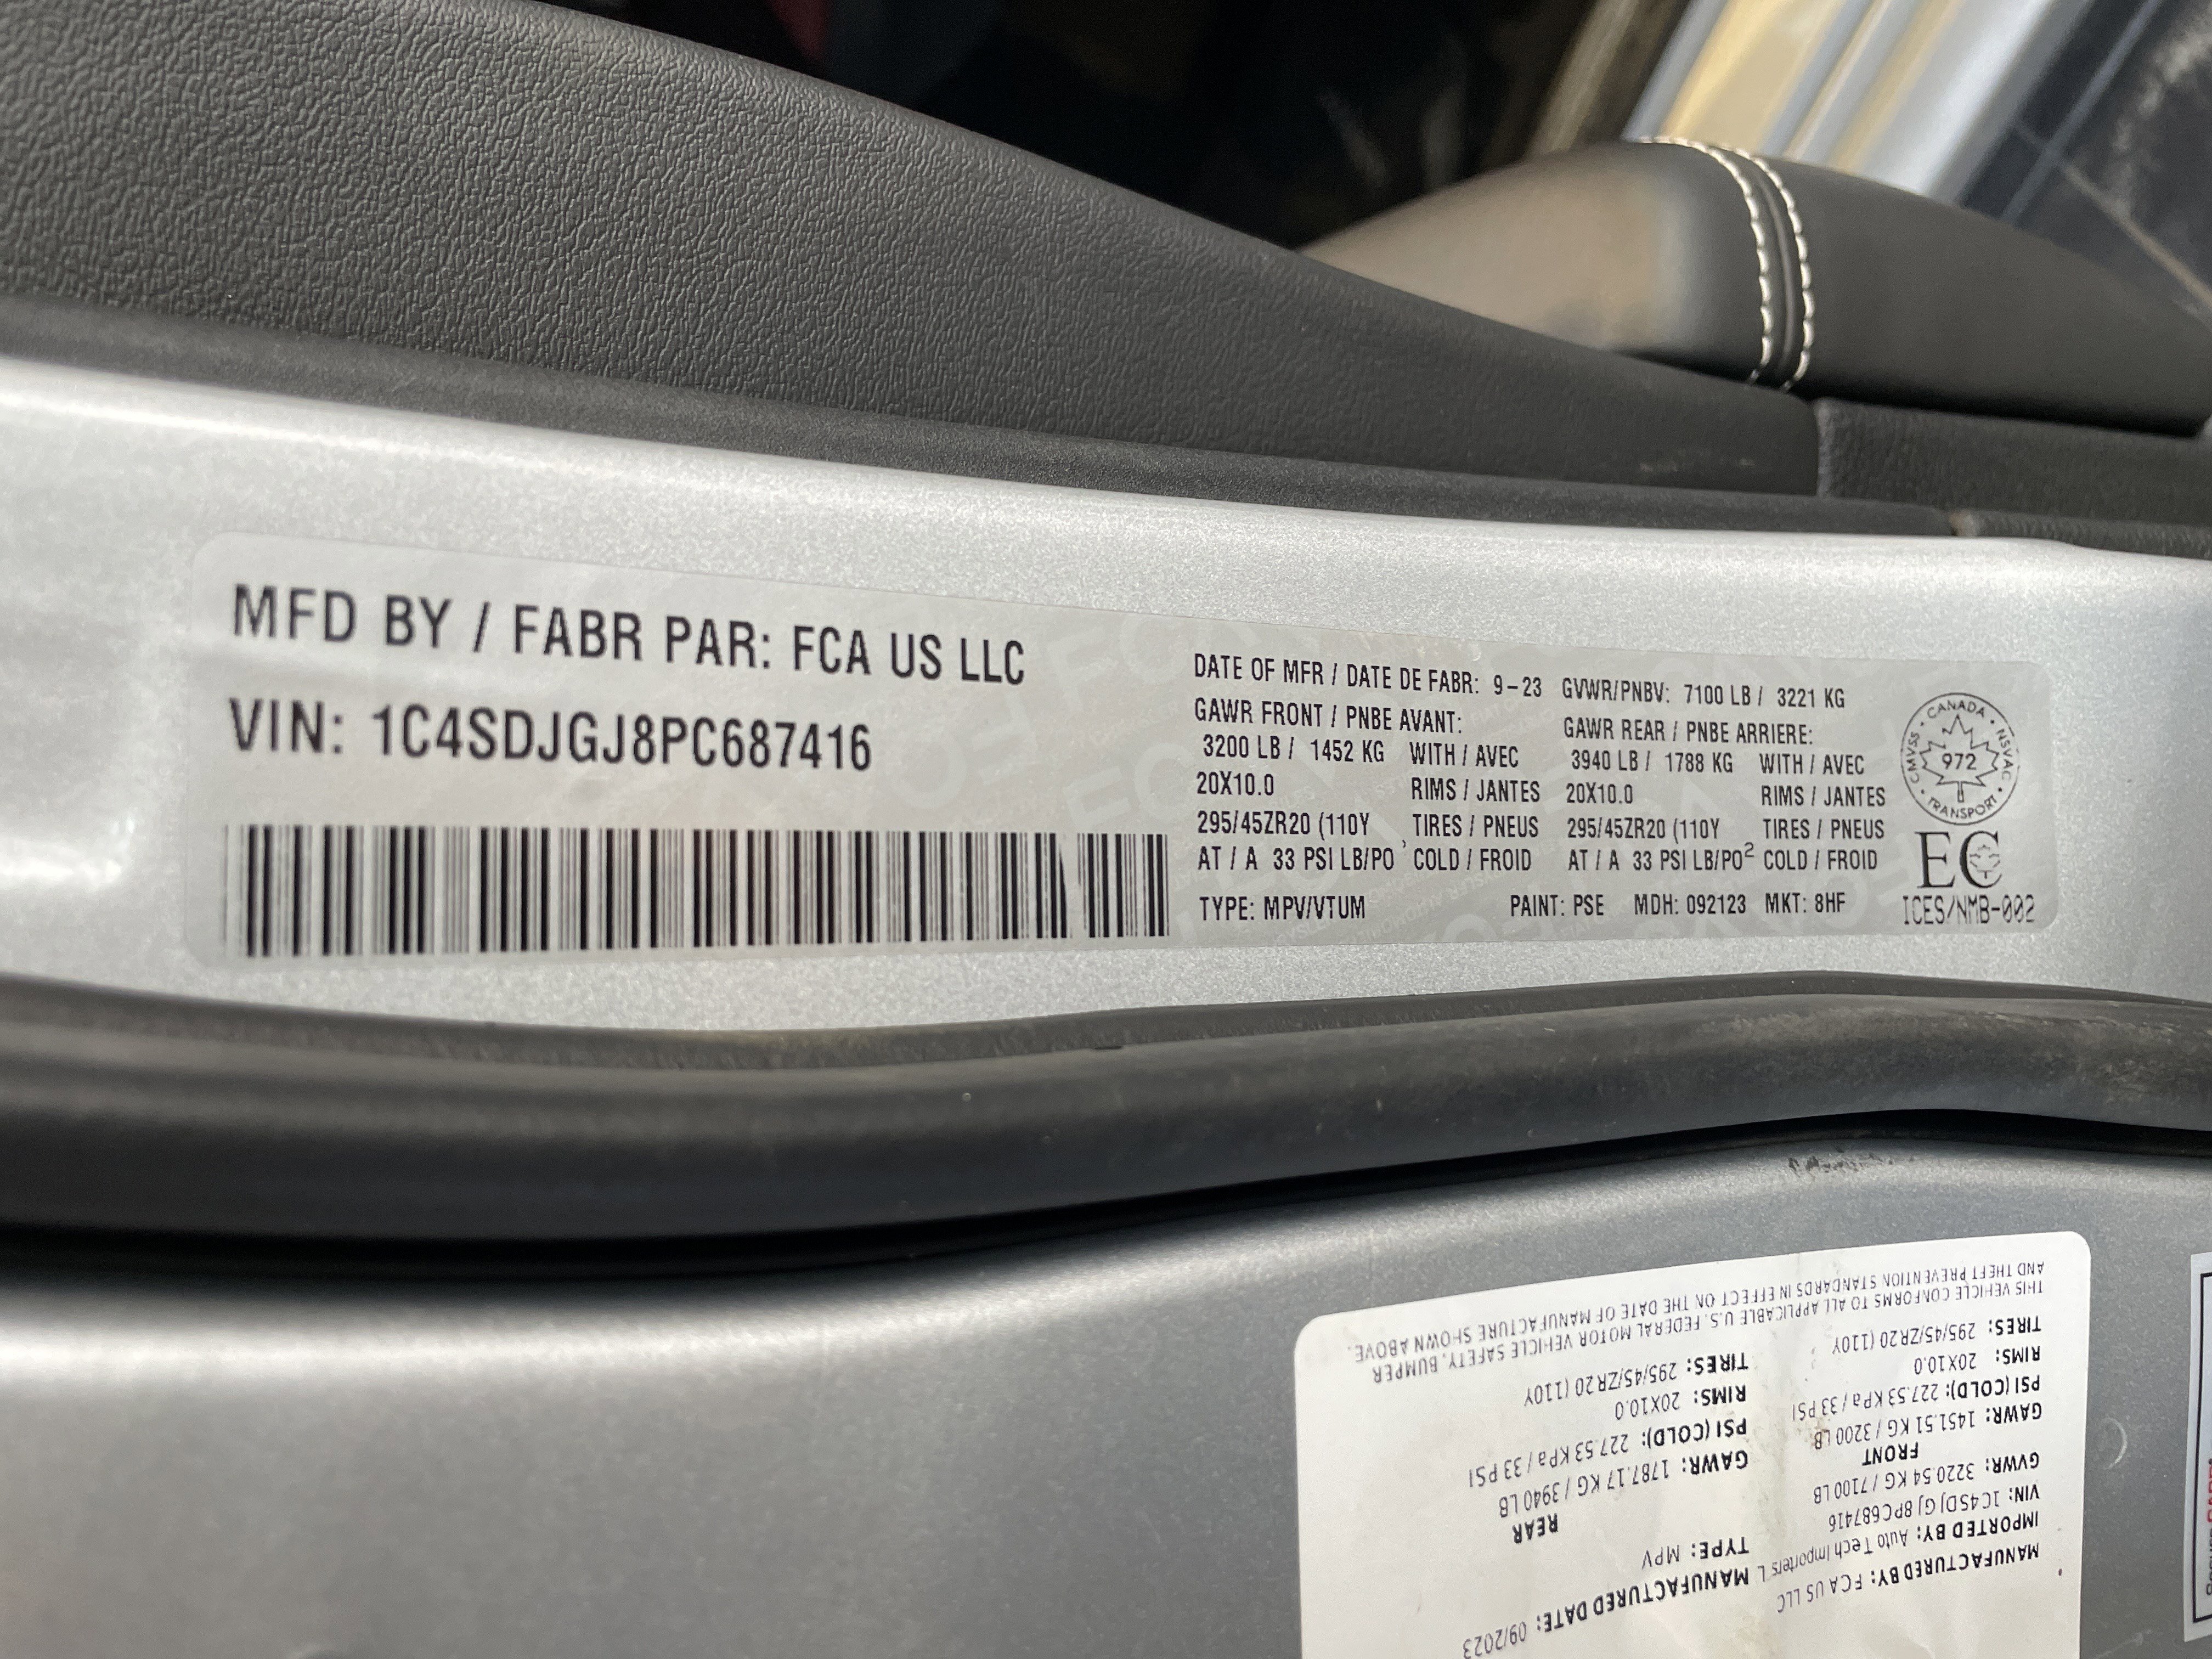 MFD BY / FABR PAR: FCA US LLC
VIN: 1C4SDJGJ8PC687416
DATE OF MFR / DATE DE FABR: 9-23 GVWR/PNBV: 7100 LB / 3221 KG
GAWR FRONT / PNBE AVANT: GAWR REAR / PNBE ARRIERE:
3200 LB / 1452 KG WITH / AVEC 3940 LB / 1788 KG WITH / AVEC
20X10.0 RIMS / JANTES 20X10.0 RIMS / JANTES
295/45ZR20 (110Y TIRES / PNEUS 295/45ZR20 (110Y TIRES / PNEUS
AT / A 33 PSI LB/PO COLD / FROID AT / A 33 PSI LB/PO² COLD / FROID
TYPE: MPV/VTUM PAINT: PSE MDH: 092123 MKT: 8HF
CANADA
CMVSS 972 NSVAC
TRANSPORT
EC
ICES/NMB-002
MANUFACTURED BY: FCA US LLC MANUFACTURED DATE: 09/2023
IMPORTED BY: Auto Tech Importers L TYPE: MPV
VIN: 1C4SDJGJ8PC687416
GVWR: 3220.54 KG / 7100 LB
FRONT REAR
GAWR: 1451.51 KG / 3200 LB GAWR: 1787.17 KG / 3940 LB
PSI (COLD): 227.53 KPa / 33 PSI PSI (COLD): 227.53 KPa / 33 PSI
RIMS: 20X10.0 RIMS: 20X10.0
TIRES: 295/45/ZR20 (110Y TIRES: 295/45/ZR20 (110Y
THIS VEHICLE CONFORMS TO ALL APPLICABLE U.S. FEDERAL MOTOR VEHICLE SAFETY, BUMPER
AND THEFT PREVENTION STANDARDS IN EFFECT ON THE DATE OF MANUFACTURE SHOWN ABOVE.